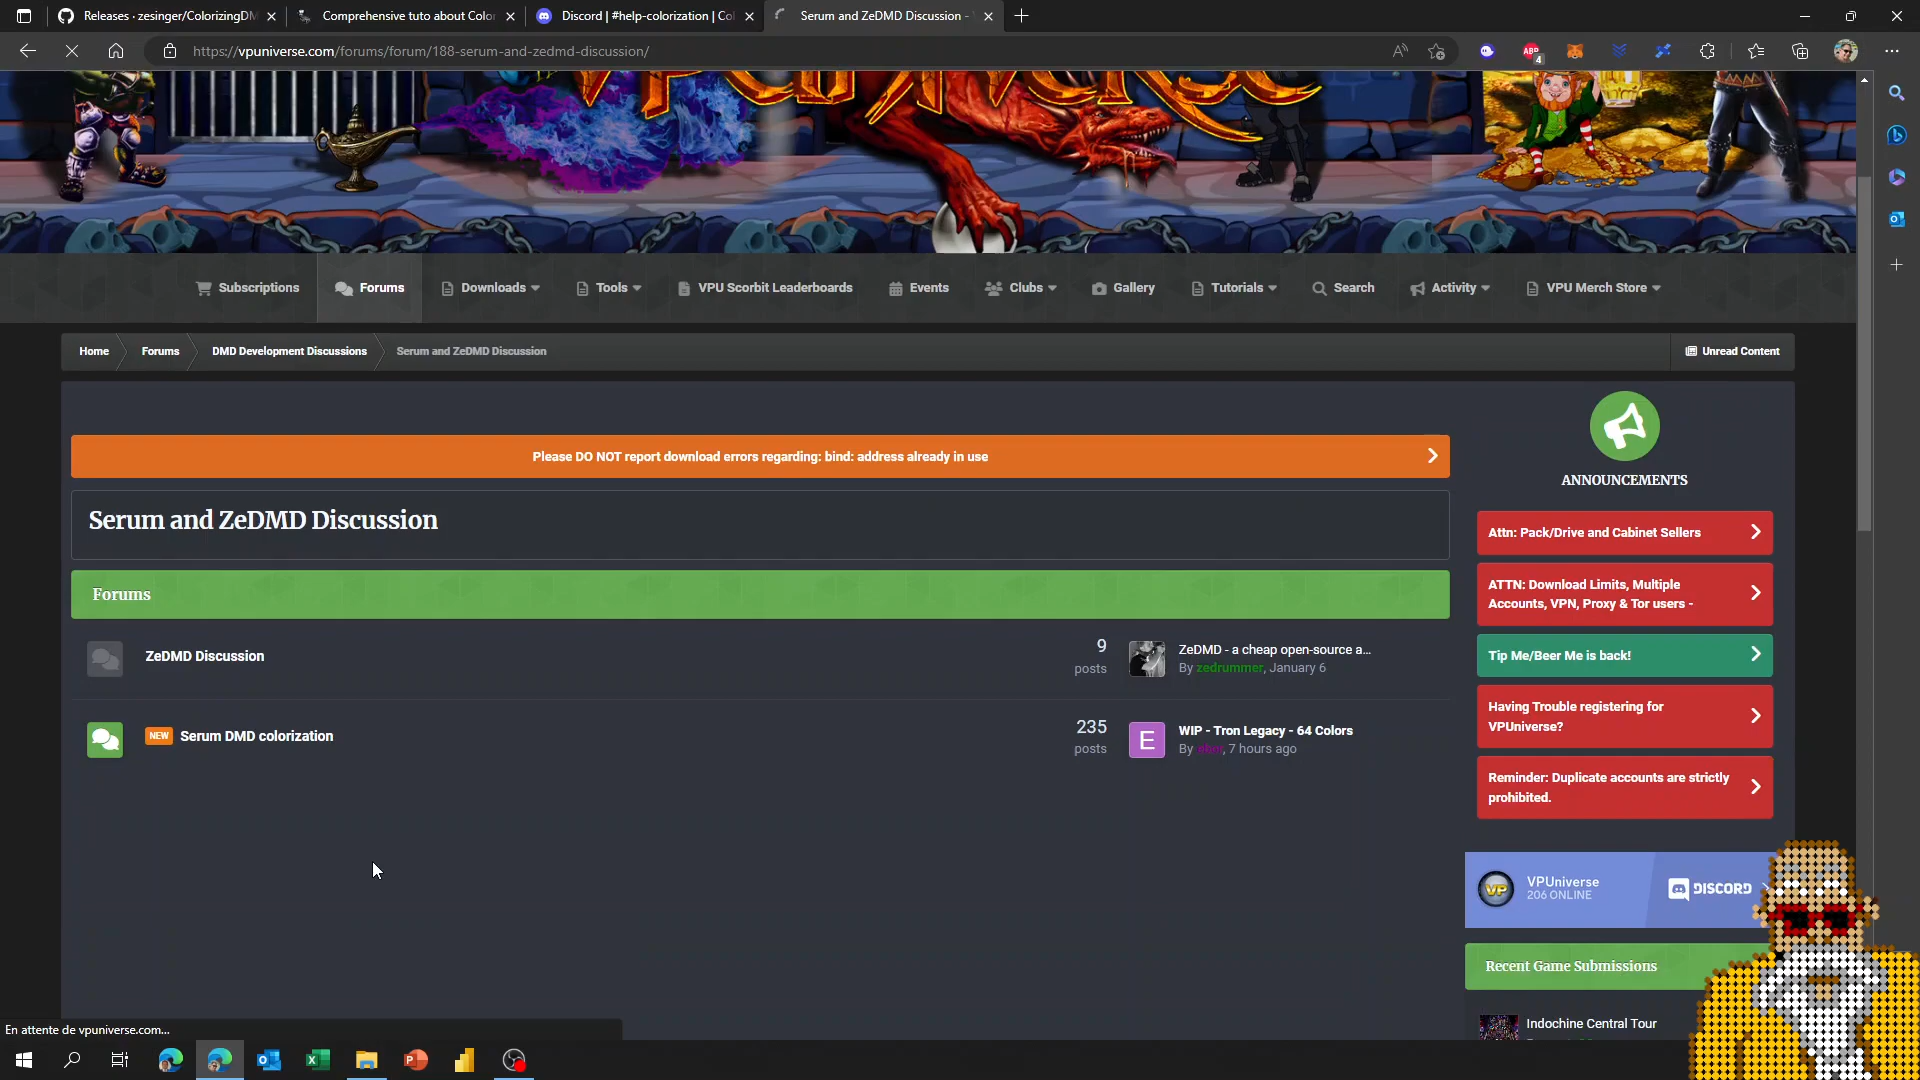 Releases · zesinger/ColorizingDM
Comprehensive tuto about Color
Discord | #help-colorization | Co
Serum and ZeDMD Discussion -
https://vpuniverse.com/forums/forum/188-serum-and-zedmd-discussion/
ABP
4
Subscriptions
Forums
Downloads
Tools
VPU Scorbit Leaderboards
Events
Clubs
Gallery
Tutorials
Search
Activity
VPU Merch Store
Home
Forums
DMD Development Discussions
Serum and ZeDMD Discussion
Unread Content
Please DO NOT report download errors regarding: bind: address already in use
Serum and ZeDMD Discussion
Forums
ZeDMD Discussion
9
posts
ZeDMD - a cheap open-source a...
By zedrummer, January 6
NEW
Serum DMD colorization
235
posts
E
WIP - Tron Legacy - 64 Colors
By
, 7 hours ago
ANNOUNCEMENTS
Attn: Pack/Drive and Cabinet Sellers
ATTN: Download Limits, Multiple
Accounts, VPN, Proxy & Tor users -
Tip Me/Beer Me is back!
Having Trouble registering for
VPUniverse?
Reminder: Duplicate accounts are strictly
prohibited.
VP
VPUniverse
206 ONLINE
DISCORD
Recent Game Submissions
Indochine Central Tour
En attente de vpuniverse.com...